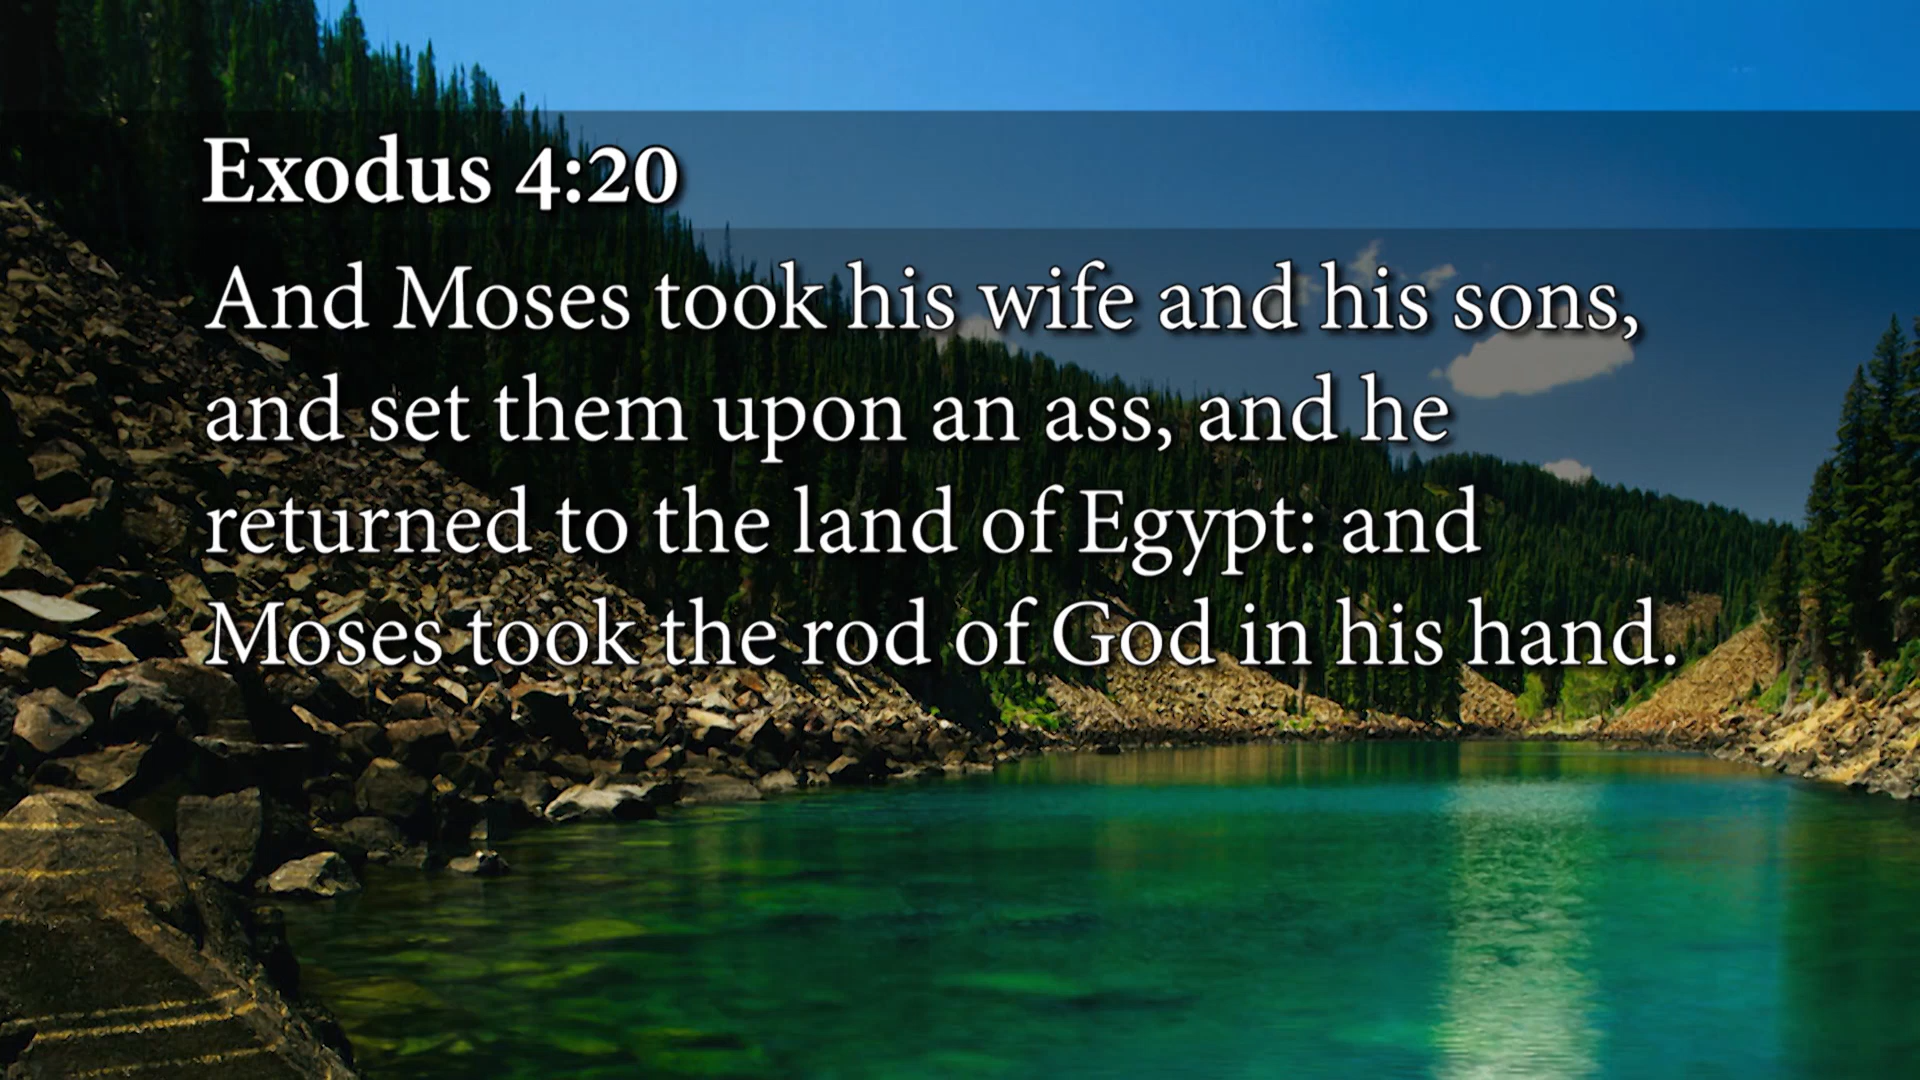 Exodus 4:20
And Moses took his wife and his sons,
and set them upon an ass, and he
returned to the land of Egypt: and
Moses took the rod of God in his hand.